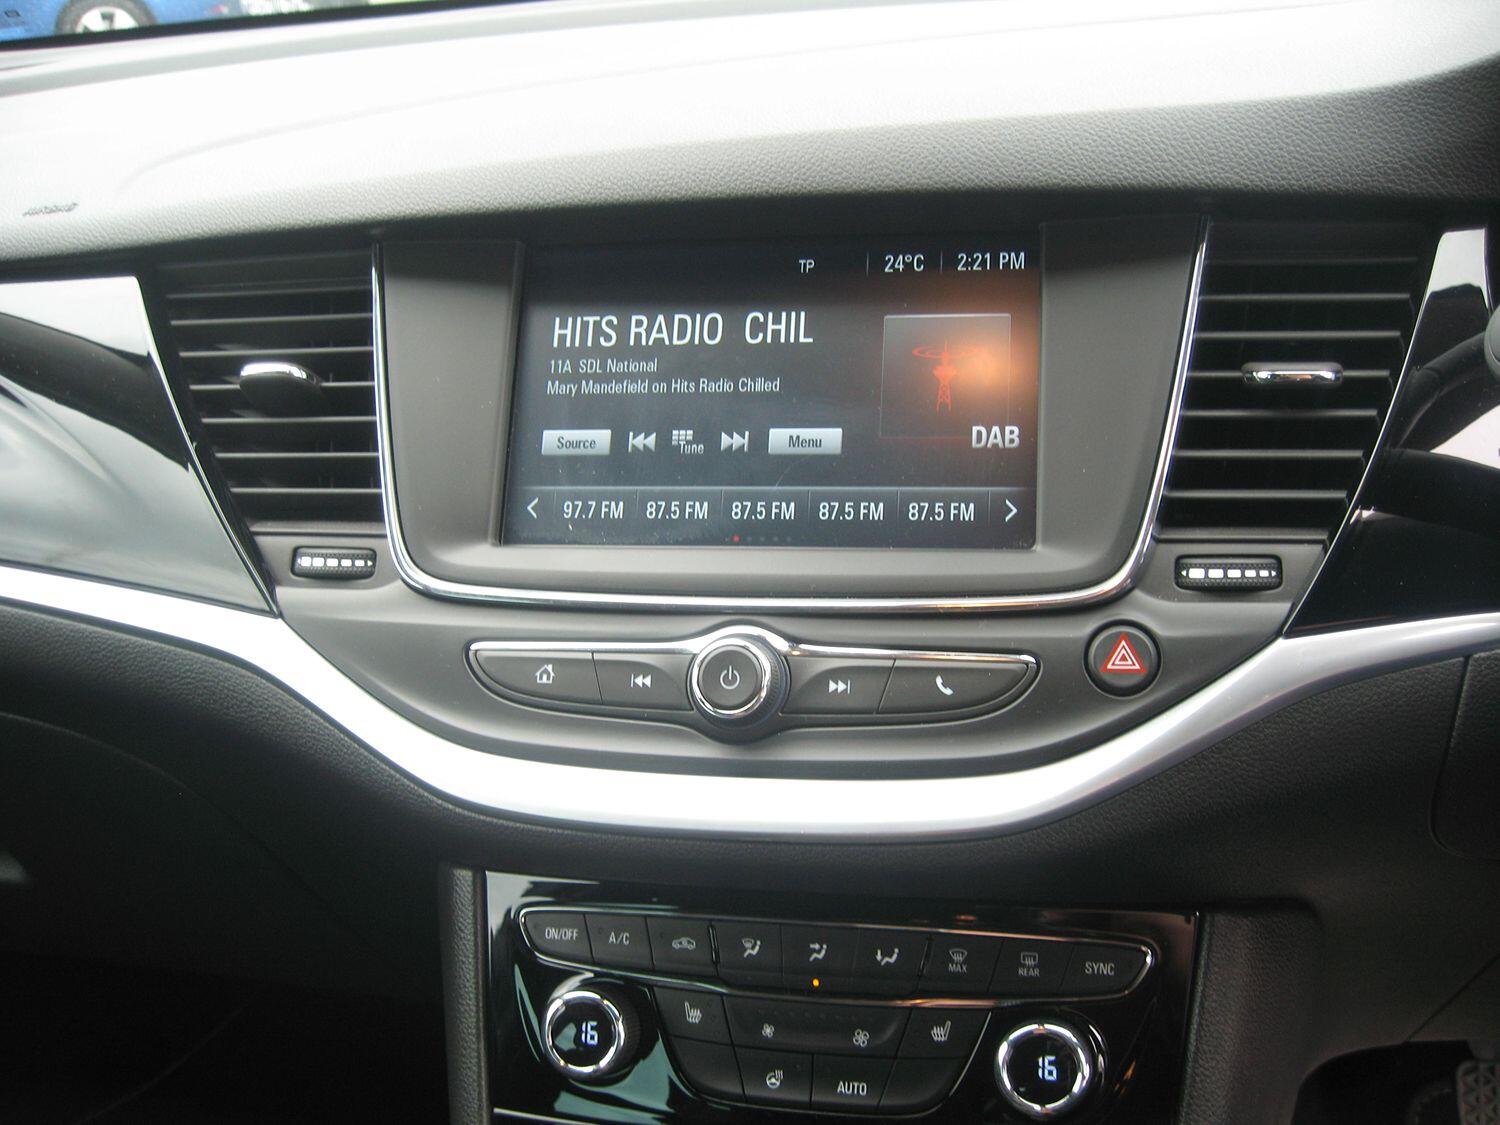 AIRBAG
TP 24°C 2:21 PM
HITS RADIO CHIL
11A SDL National
Mary Mandefield on Hits Radio Chilled
Source Tune Menu
DAB
97.7 FM 87.5 FM 87.5 FM 87.5 FM 87.5 FM
ON/OFF A/C MAX REAR SYNC
16 16
AUTO